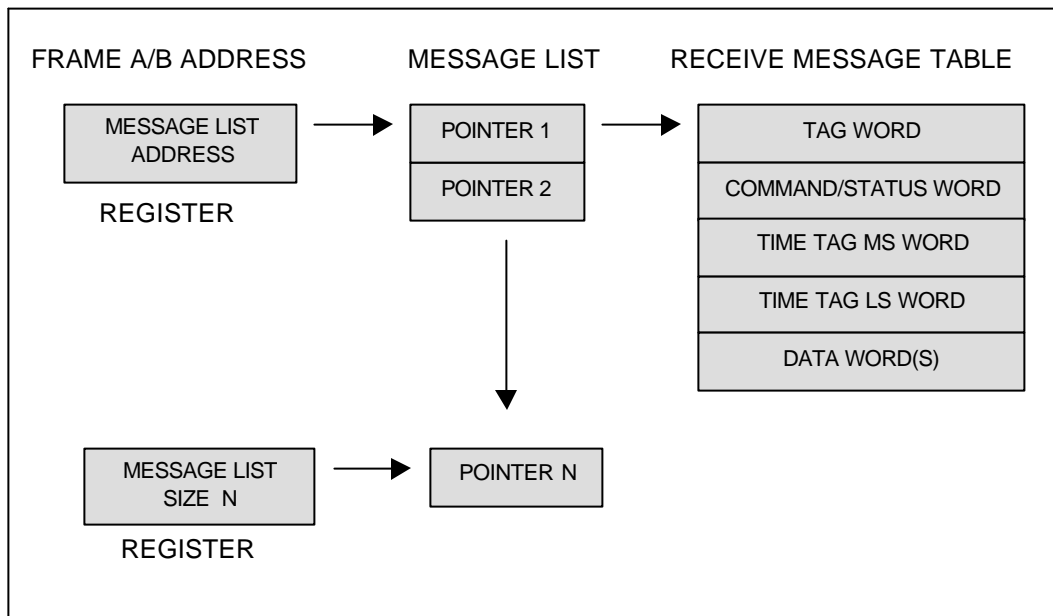 FRAME A/B ADDRESS
MESSAGE LIST
ADDRESS
REGISTER
MESSAGE LIST
POINTER 1
POINTER 2
RECEIVE MESSAGE TABLE
TAG WORD
COMMAND/STATUS WORD
TIME TAG MS WORD
TIME TAG LS WORD
DATA WORD(S)
MESSAGE LIST
SIZE N
REGISTER
POINTER N